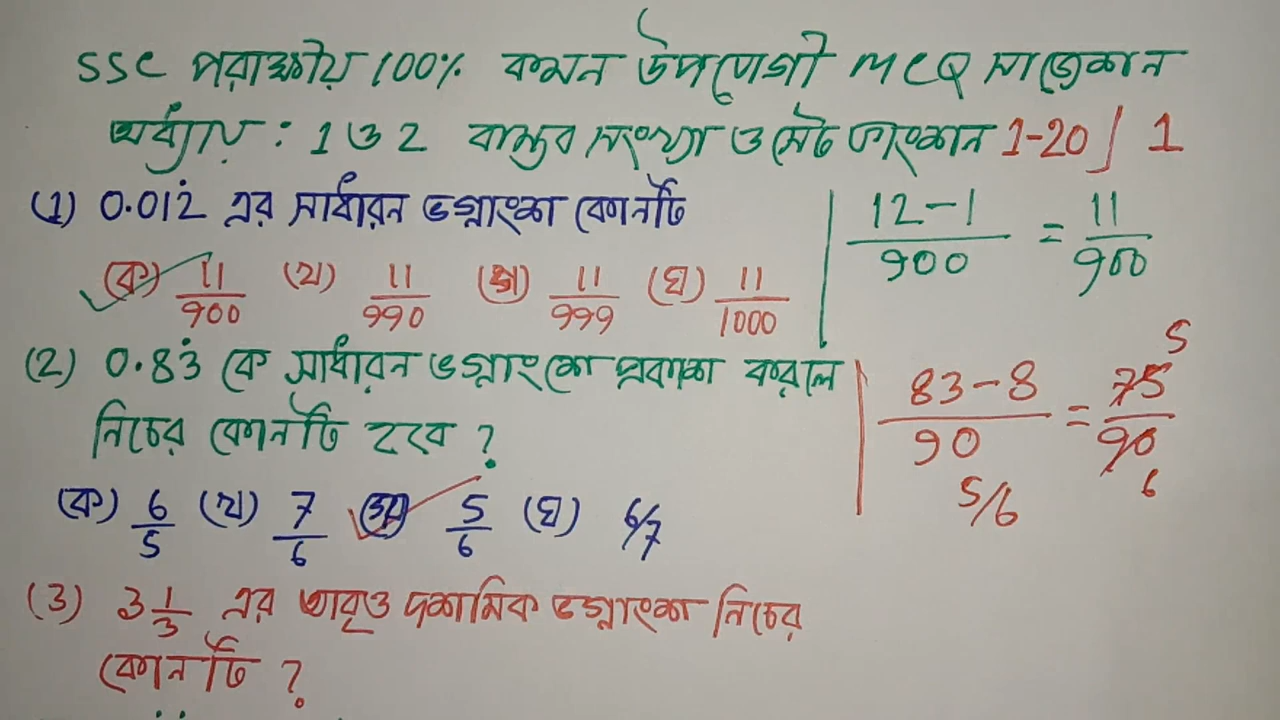 SSC পরীক্ষায় 100% কমন উপযোগী MCQ সাজেশান
অধ্যায় : 1 ও 2 বাস্তব সংখ্যা ও সেট ফাংশান 1-20] 1
(1) 0.012̇ এর সাধারন ভগ্নাংশ কোনটি
(ক) 11/900 (খ) 11/990 (গ) 11/999 (ঘ) 11/1000
12-1/900 = 11/900
(2) 0.83̇ কে সাধারন ভগ্নাংশে প্রকাশ করলে
নিচের কোনটি হবে ?
(ক) 6/5 (খ) 7/6 (গ) 5/6 (ঘ) 6/7
83-8/90 = 75/90
5
6
5/6
(3) 3 1/3 এর আবৃত দশমিক ভগ্নাংশ নিচের
কোনটি ?